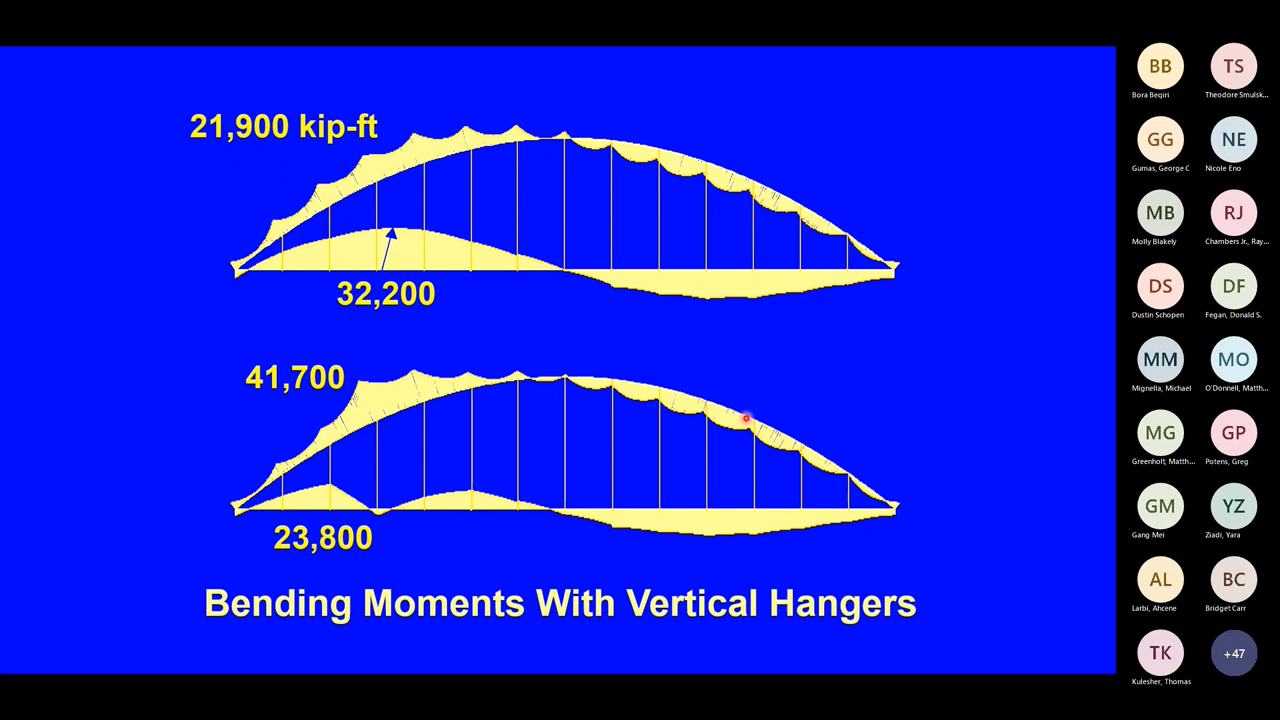 21,900 kip-ft
32,200
41,700
23,800
Bending Moments With Vertical Hangers
BB
TS
Bora Beqiri
Theodore Smulsk...
GG
NE
Gumas, George C
Nicole Eno
MB
RJ
Molly Blakely
Chambers Jr., Ray...
DS
DF
Dustin Schopen
Fegan, Donald S.
MM
MO
Mignella, Michael
O'Donnell, Matth...
MG
GP
Greenholt, Matth...
Potens, Greg
GM
YZ
Gang Mei
Ziadi, Yara
AL
BC
Larbi, Ahcene
Bridget Carr
TK
+47
Kulesher, Thomas